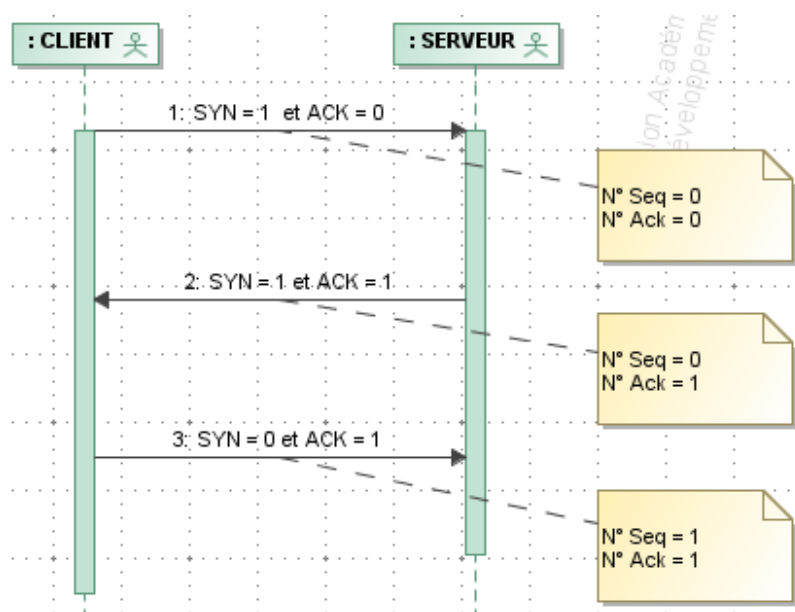 : CLIENT
: SERVEUR
1: SYN = 1 et ACK = 0
N° Seq = 0
N° Ack = 0
2: SYN = 1 et ACK = 1
N° Seq = 0
N° Ack = 1
3: SYN = 0 et ACK = 1
N° Seq = 1
N° Ack = 1